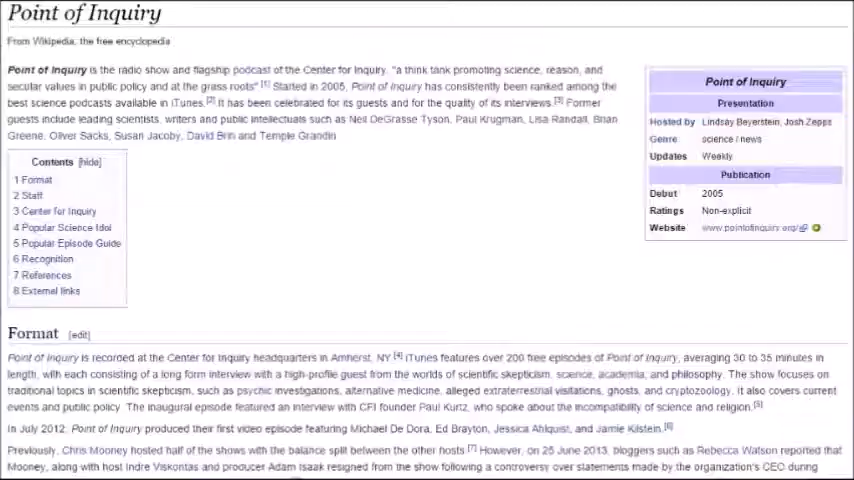 Point of Inquiry
From Wikipedia, the free encyclopedia
Point of Inquiry is the radio show and flagship podcast of the Center for Inquiry, "a think tank promoting science, reason, and
secular values in public policy and at the grass roots" [1] Started in 2005, Point of Inquiry has consistently been ranked among the
best science podcasts available in iTunes.[2] It has been celebrated for its guests and for the quality of its interviews.[3] Former
guests include leading scientists, writers and public intellectuals such as Neil DeGrasse Tyson, Paul Krugman, Lisa Randall, Brian
Greene, Oliver Sacks, Susan Jacoby, David Brin and Temple Grandin
Point of Inquiry
Presentation
Hosted by Lindsay Beyerstein, Josh Zepps
Genre science / news
Updates Weekly
Publication
Debut 2005
Ratings Non-explicit
Website www.pointofinquiry.org/
Contents [hide]
1 Format
2 Staff
3 Center for Inquiry
4 Popular Science Idol
5 Popular Episode Guide
6 Recognition
7 References
8 External links
Format [edit]
Point of Inquiry is recorded at the Center for Inquiry headquarters in Amherst, NY [4] iTunes features over 200 free episodes of Point of Inquiry, averaging 30 to 35 minutes in
length, with each consisting of a long form interview with a high-profile guest from the worlds of scientific skepticism, science, academia, and philosophy. The show focuses on
traditional topics in scientific skepticism, such as psychic investigations, alternative medicine, alleged extraterrestrial visitations, ghosts, and cryptozoology. it also covers current
events and public policy. The inaugural episode featured an interview with CFI founder Paul Kurtz, who spoke about the incompatibility of science and religion.[5]
In July 2012, Point of Inquiry produced their first video episode featuring Michael De Dora, Ed Brayton, Jessica Ahlquist, and Jamie Kilstein.[6]
Previously, Chris Mooney hosted half of the shows with the balance split between the other hosts.[7] However, on 25 June 2013, bloggers such as Rebecca Watson reported that
Mooney, along with host Indre Viskontas and producer Adam Isaak resigned from the show following a controversy over statements made by the organization's CEO during